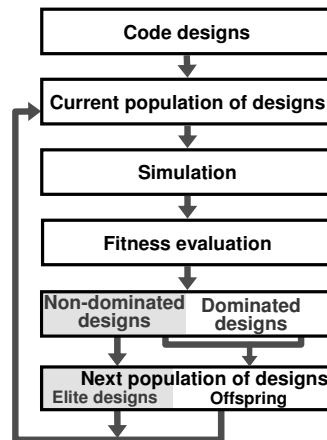 Code designs
Current population of designs
Simulation
Fitness evaluation
Non-dominated designs
Dominated designs
Next population of designs
Elite designs
Offspring